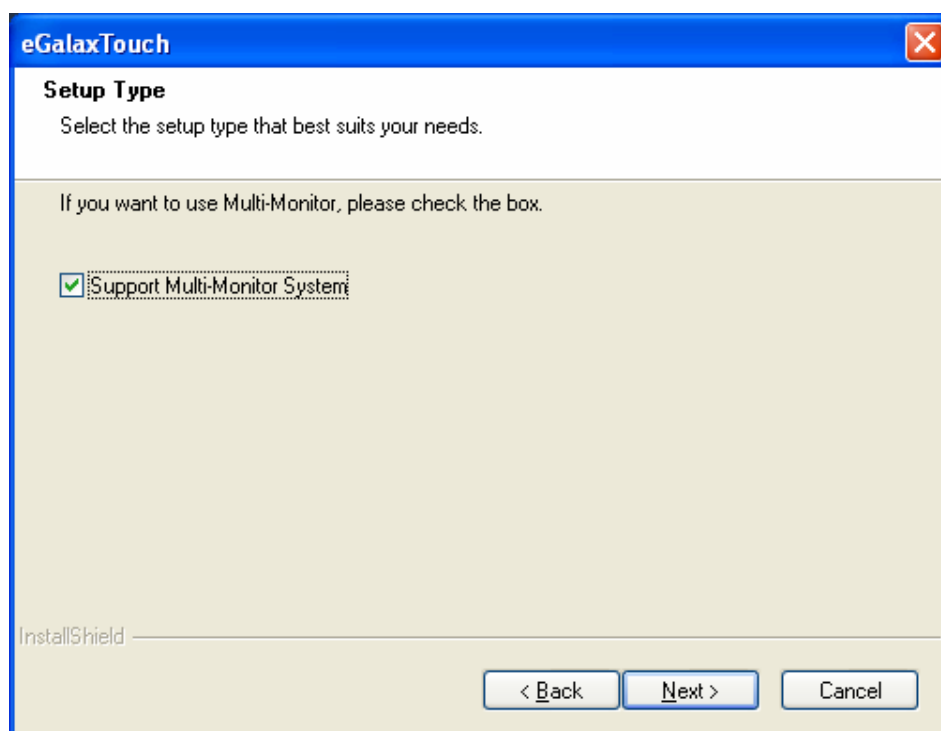 eGalaxTouch
Setup Type
Select the setup type that best suits your needs.
If you want to use Multi-Monitor, please check the box.
Support Multi-Monitor System
InstallShield
< Back Next > Cancel